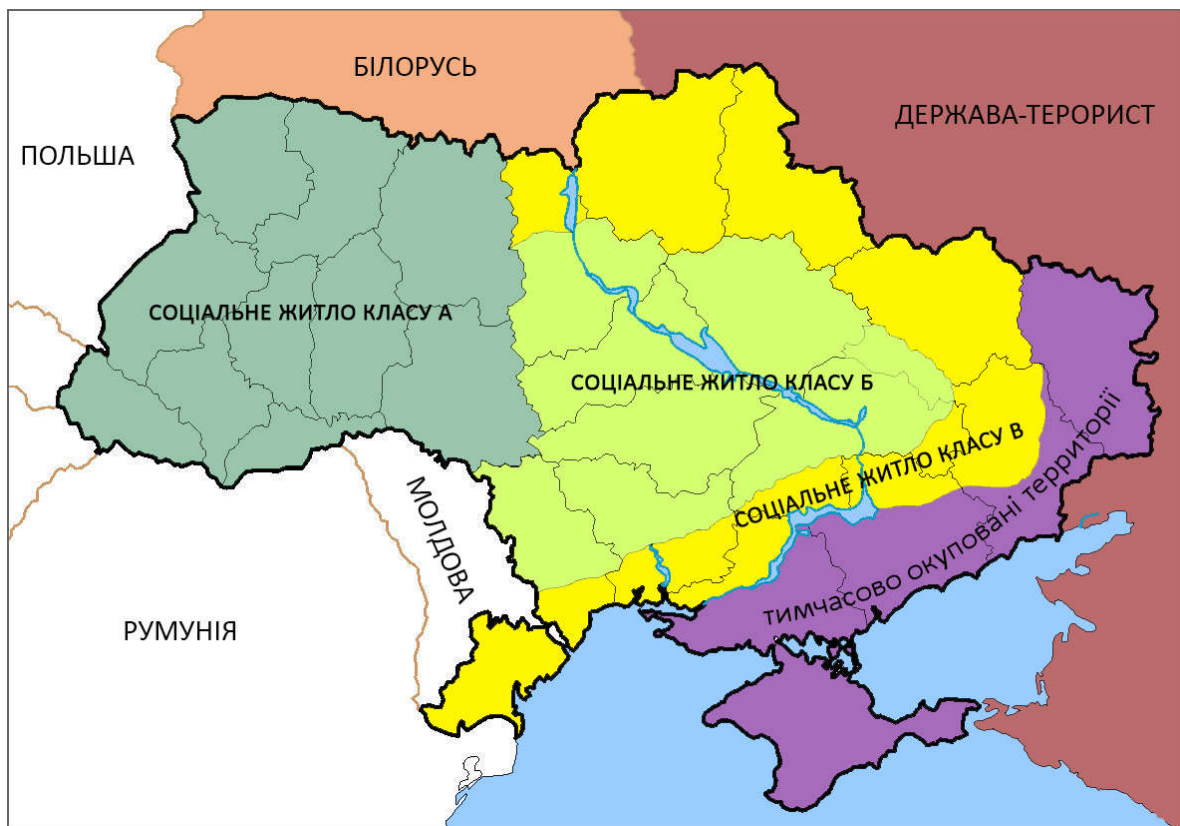 БІЛОРУСЬ
ДЕРЖАВА-ТЕРОРИСТ
ПОЛЬША
СОЦІАЛЬНЕ ЖИТЛО КЛАСУ А
СОЦІАЛЬНЕ ЖИТЛО КЛАСУ Б
СОЦІАЛЬНЕ ЖИТЛО КЛАСУ В
тимчасово окуповані території
МОЛДОВА
РУМУНІЯ